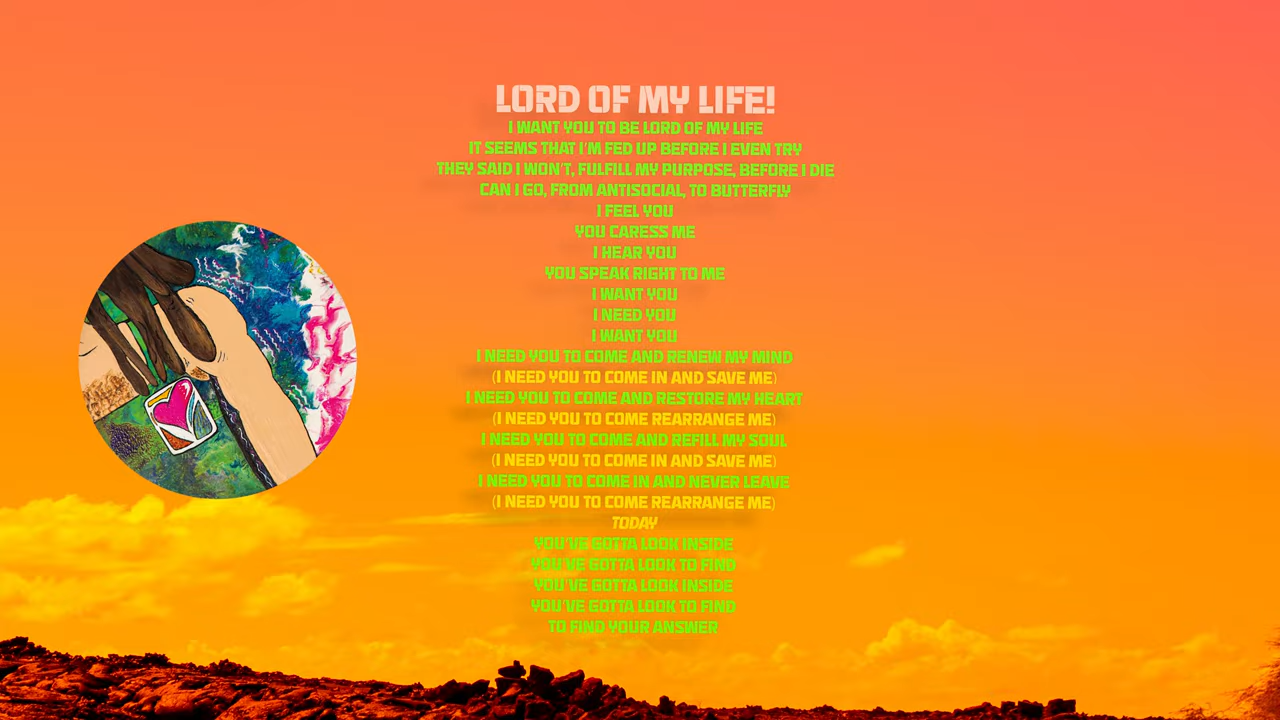 LORD OF MY LIFE!
I WANT YOU TO BE LORD OF MY LIFE
IT SEEMS THAT I'M FED UP BEFORE I EVEN TRY
THEY SAID I WON'T, FULFILL MY PURPOSE, BEFORE I DIE
CAN I GO, FROM ANTISOCIAL, TO BUTTERFLY
I FEEL YOU
YOU CARESS ME
I HEAR YOU
YOU SPEAK RIGHT TO ME
I WANT YOU
I NEED YOU
I WANT YOU
I NEED YOU TO COME AND RENEW MY MIND
(I NEED YOU TO COME IN AND SAVE ME)
I NEED YOU TO COME AND RESTORE MY HEART
(I NEED YOU TO COME REARRANGE ME)
I NEED YOU TO COME AND REFILL MY SOUL
(I NEED YOU TO COME IN AND SAVE ME)
I NEED YOU TO COME IN AND NEVER LEAVE
(I NEED YOU TO COME REARRANGE ME)
TODAY
YOU'VE GOTTA LOOK INSIDE
YOU'VE GOTTA LOOK TO FIND
YOU'VE GOTTA LOOK INSIDE
YOU'VE GOTTA LOOK TO FIND
TO FIND YOUR ANSWER